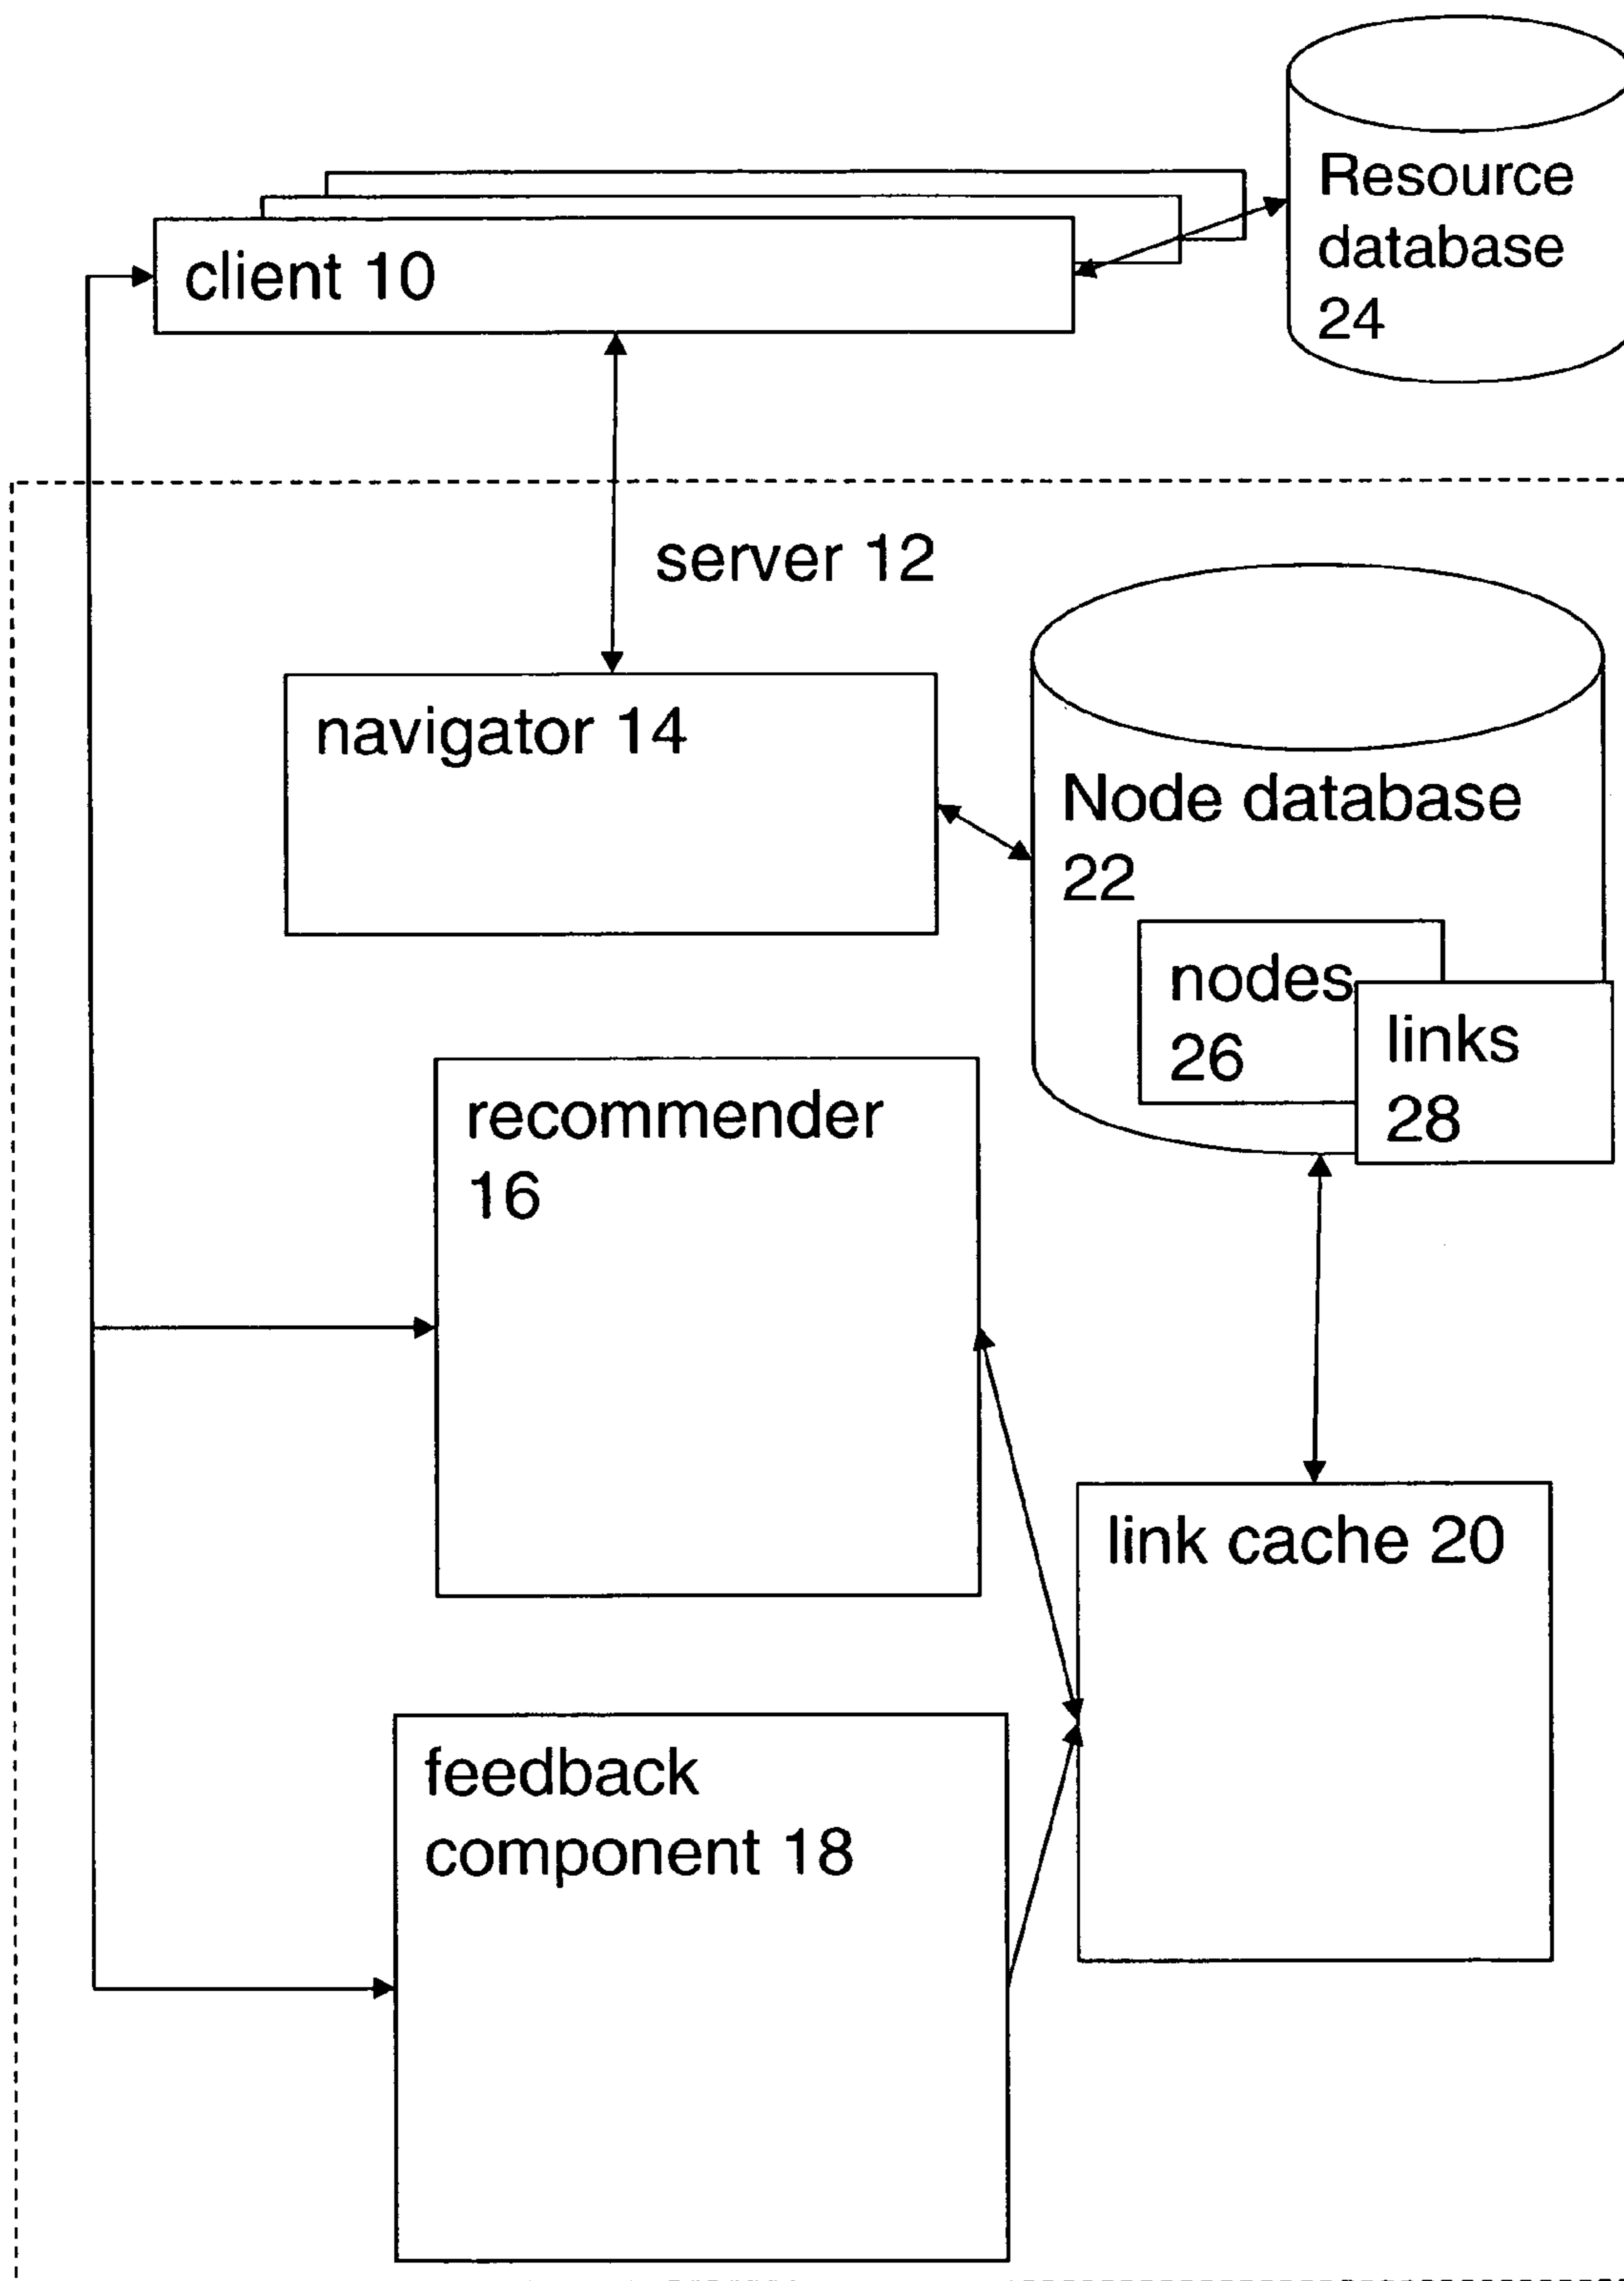 Resource
database
24
client 10
server 12
navigator 14
Node database
22
nodes
26
links
28
recommender
16
link cache 20
feedback
component 18